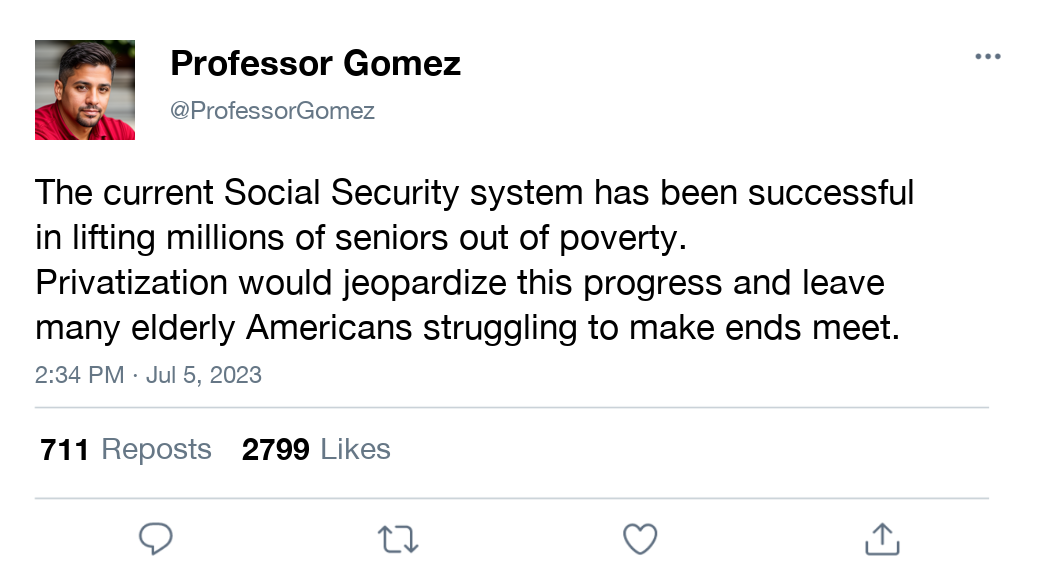 Professor Gomez
@ProfessorGomez
The current Social Security system has been successful
in lifting millions of seniors out of poverty.
Privatization would jeopardize this progress and leave
many elderly Americans struggling to make ends meet.
2:34 PM · Jul 5, 2023
711 Reposts 2799 Likes